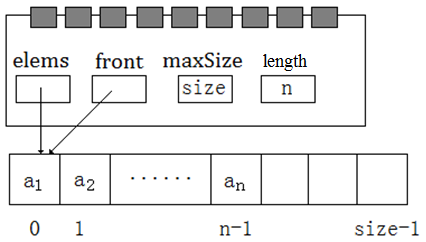 elems front maxSize length
size n
a1 a2 ······ an
0 1 n-1 size-1